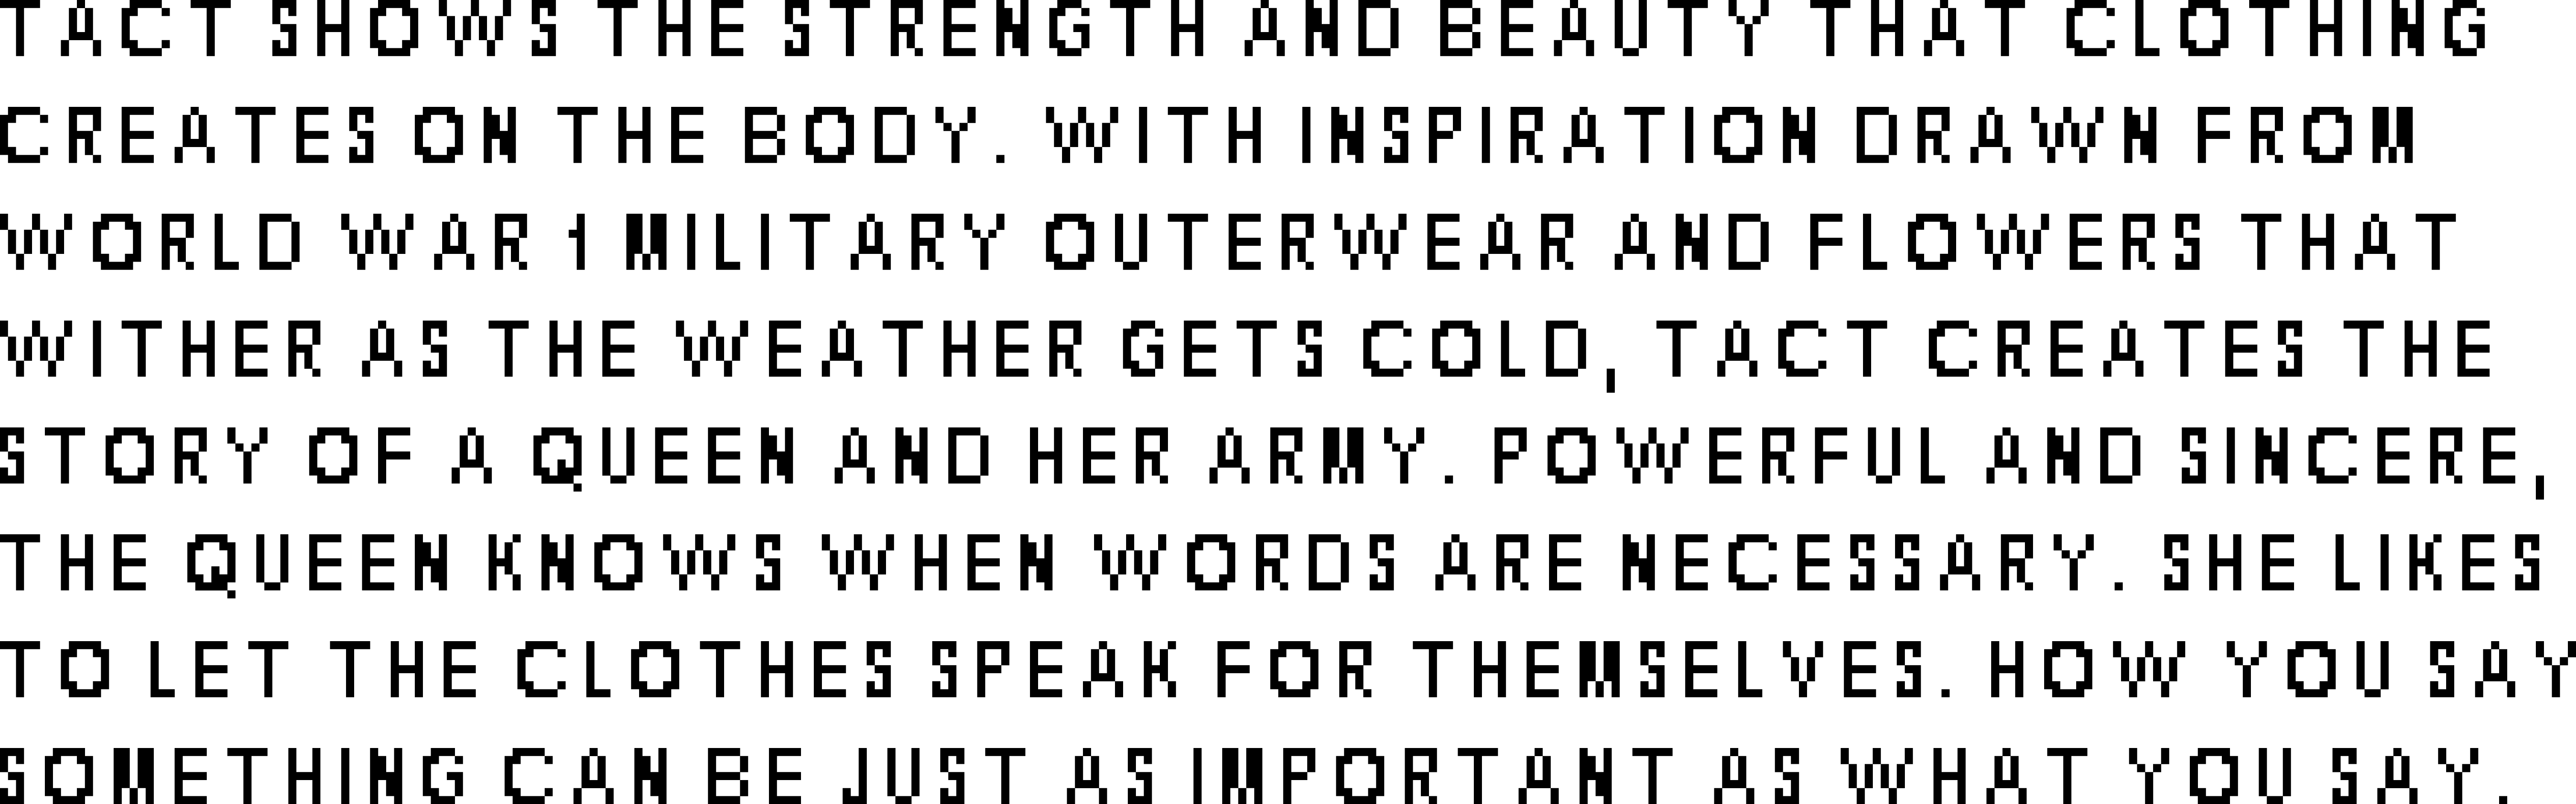 TACT SHOWS THE STRENGTH AND BEAUTY THAT CLOTHING
CREATES ON THE BODY. WITH INSPIRATION DRAWN FROM
WORLD WAR 1 MILITARY OUTERWEAR AND FLOWERS THAT
WITHER AS THE WEATHER GETS COLD, TACT CREATES THE
STORY OF A QUEEN AND HER ARMY. POWERFUL AND SINCERE,
THE QUEEN KNOWS WHEN WORDS ARE NECESSARY. SHE LIKES
TO LET THE CLOTHES SPEAK FOR THEMSELVES. HOW YOU SAY
SOMETHING CAN BE JUST AS IMPORTANT AS WHAT YOU SAY.